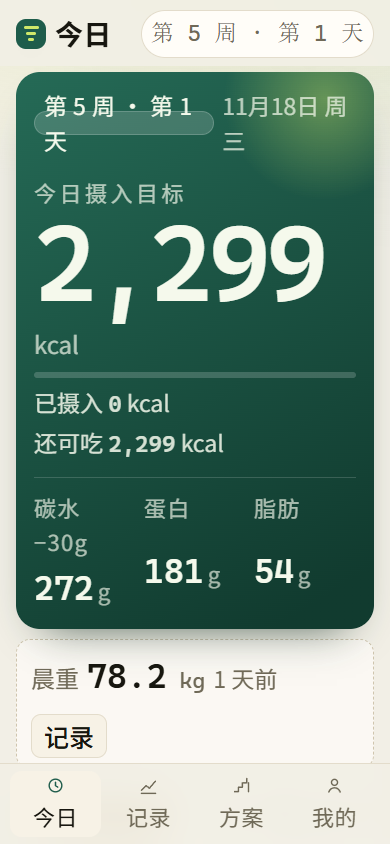 今日
第 5 周 · 第 1 天
第 5 周 · 第 1
天
11月18日 周
三
今日摄入目标
2,299
kcal
已摄入 0 kcal
还可吃 2,299 kcal
碳水
−30g
272 g
蛋白
181 g
脂肪
54 g
晨重 78.2 kg 1 天前
记录
今日
记录
方案
我的